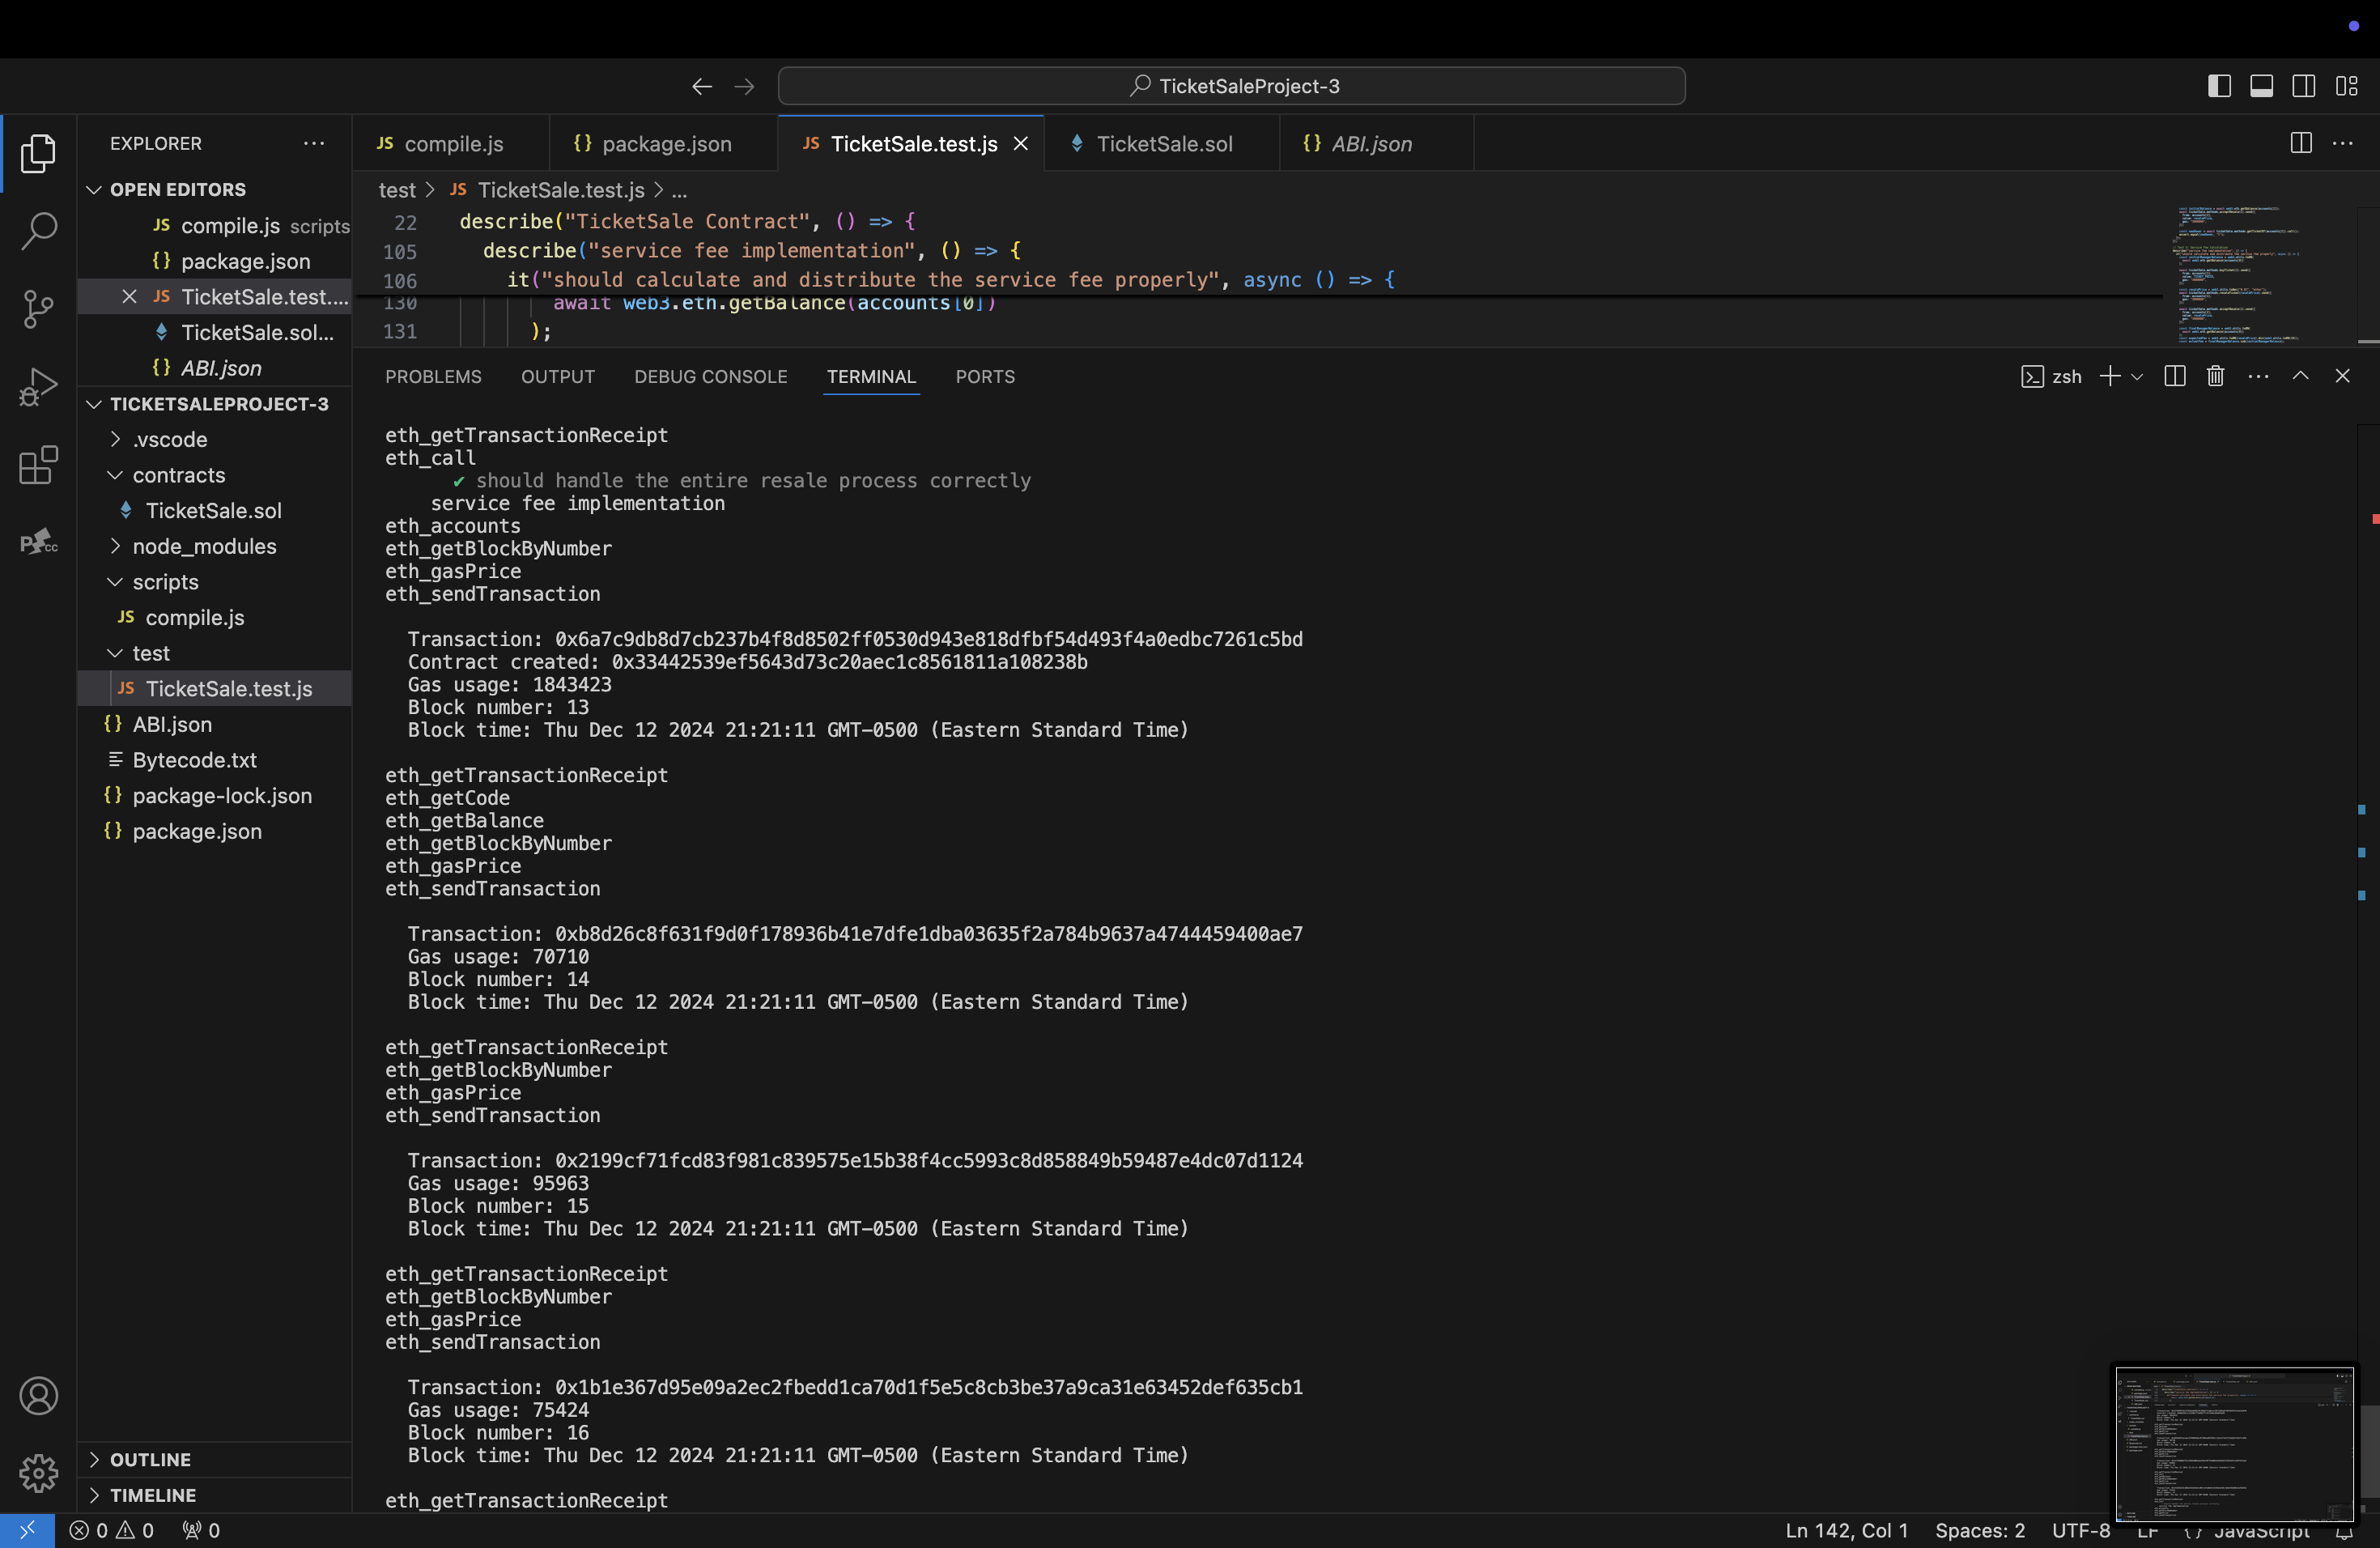 TicketSaleProject-3
EXPLORER
OPEN EDITORS
JS compile.js scripts
{} package.json
JS TicketSale.test....
TicketSale.sol...
{} ABI.json
TICKETSALEPROJECT-3
.vscode
contracts
TicketSale.sol
node_modules
scripts
JS compile.js
test
JS TicketSale.test.js
{} ABI.json
Bytecode.txt
{} package-lock.json
{} package.json
OUTLINE
TIMELINE
JS compile.js
{} package.json
JS TicketSale.test.js
TicketSale.sol
{} ABI.json
test > JS TicketSale.test.js > ...
22 describe("TicketSale Contract", () => {
105 describe("service fee implementation", () => {
106 it("should calculate and distribute the service fee properly", async () => {
130 await web3.eth.getBalance(accounts[0])
131 );
PROBLEMS OUTPUT DEBUG CONSOLE TERMINAL PORTS
zsh
eth_getTransactionReceipt
eth_call
✔ should handle the entire resale process correctly
service fee implementation
eth_accounts
eth_getBlockByNumber
eth_gasPrice
eth_sendTransaction
Transaction: 0x6a7c9db8d7cb237b4f8d8502ff0530d943e818dfbf54d493f4a0edbc7261c5bd
Contract created: 0x33442539ef5643d73c20aec1c8561811a108238b
Gas usage: 1843423
Block number: 13
Block time: Thu Dec 12 2024 21:21:11 GMT-0500 (Eastern Standard Time)
eth_getTransactionReceipt
eth_getCode
eth_getBalance
eth_getBlockByNumber
eth_gasPrice
eth_sendTransaction
Transaction: 0xb8d26c8f631f9d0f178936b41e7dfe1dba03635f2a784b9637a4744459400ae7
Gas usage: 70710
Block number: 14
Block time: Thu Dec 12 2024 21:21:11 GMT-0500 (Eastern Standard Time)
eth_getTransactionReceipt
eth_getBlockByNumber
eth_gasPrice
eth_sendTransaction
Transaction: 0x2199cf71fcd83f981c839575e15b38f4cc5993c8d858849b59487e4dc07d1124
Gas usage: 95963
Block number: 15
Block time: Thu Dec 12 2024 21:21:11 GMT-0500 (Eastern Standard Time)
eth_getTransactionReceipt
eth_getBlockByNumber
eth_gasPrice
eth_sendTransaction
Transaction: 0x1b1e367d95e09a2ec2fbedd1ca70d1f5e5c8cb3be37a9ca31e63452def635cb1
Gas usage: 75424
Block number: 16
Block time: Thu Dec 12 2024 21:21:11 GMT-0500 (Eastern Standard Time)
eth_getTransactionReceipt
0 0 0
Ln 142, Col 1 Spaces: 2 UTF-8 LF {} JavaScript